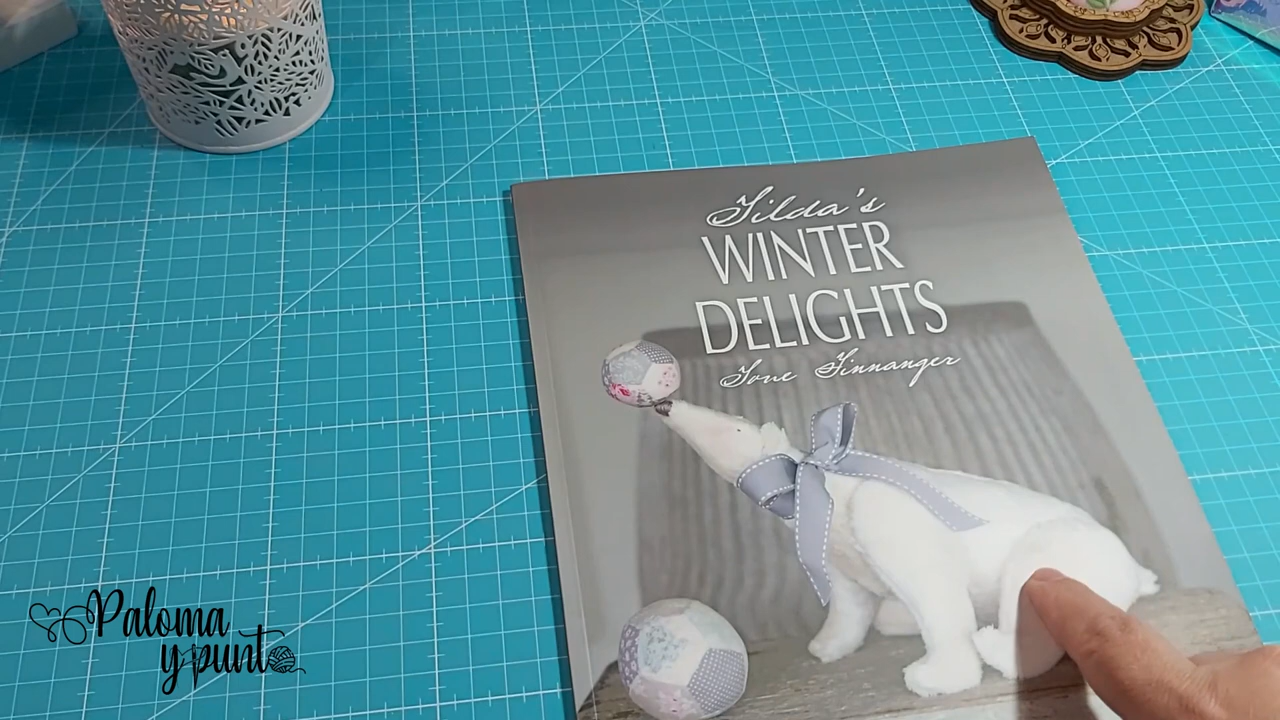 Tilda's
WINTER
DELIGHTS
Tone Finnanger
Paloma
y punto